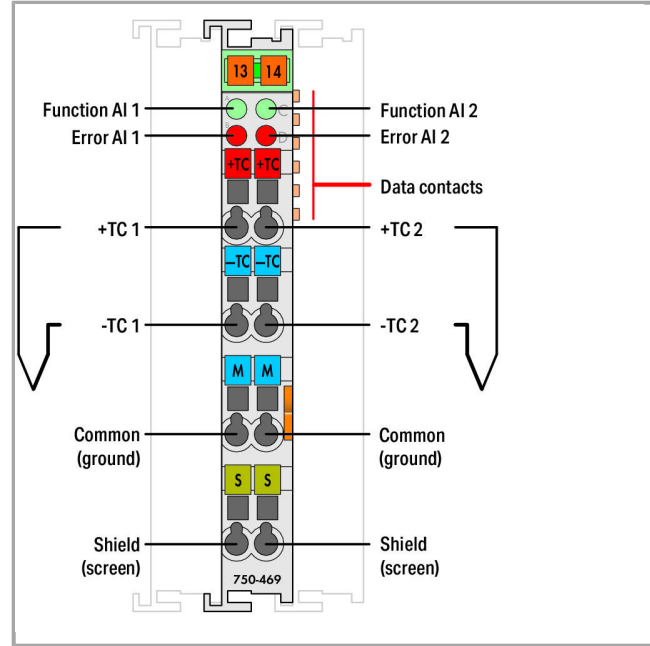 13 14
A C
Function AI 1
Function AI 2
B D
Error AI 1
Error AI 2
+TC +TC
Data contacts
+TC 1
+TC 2
–TC –TC
-TC 1
-TC 2
M M
Common
(ground)
Common
(ground)
S S
Shield
(screen)
Shield
(screen)
750-469